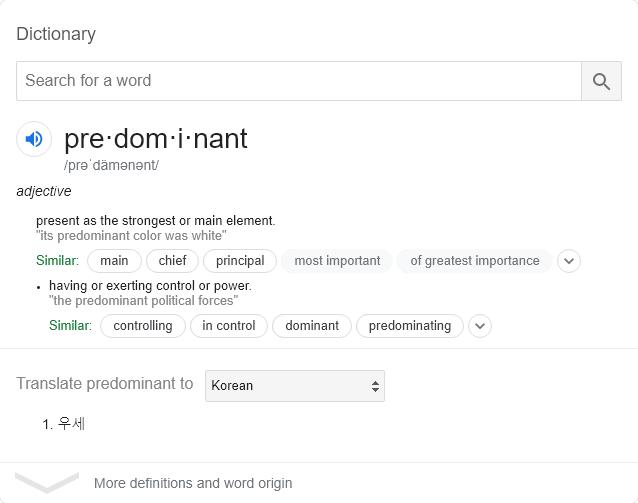 Dictionary
Search for a word
pre·dom·i·nant
/prəˈdämənənt/
adjective
present as the strongest or main element.
"its predominant color was white"
Similar: main chief principal most important of greatest importance
• having or exerting control or power.
"the predominant political forces"
Similar: controlling in control dominant predominating
Translate predominant to Korean
1. 우세
More definitions and word origin